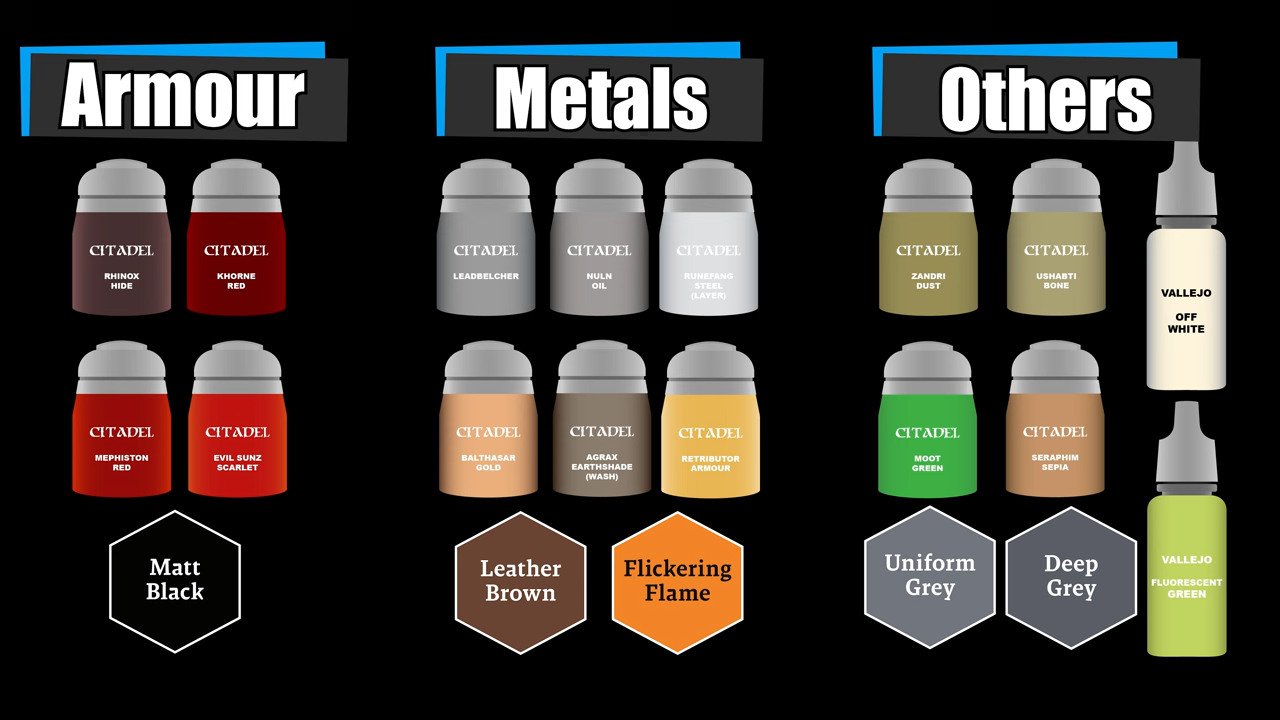 Armour
Metals
Others
CITADEL
RHINOX
HIDE
CITADEL
KHORNE
RED
CITADEL
MEPHISTON
RED
CITADEL
EVIL SUNZ
SCARLET
Matt
Black
CITADEL
LEADBELCHER
CITADEL
NULN
OIL
CITADEL
RUNEFANG
STEEL
(LAYER)
CITADEL
BALTHASAR
GOLD
CITADEL
AGRAX
EARTHSHADE
(WASH)
CITADEL
RETRIBUTOR
ARMOUR
Leather
Brown
Flickering
Flame
CITADEL
ZANDRI
DUST
CITADEL
USHABTI
BONE
VALLEJO
OFF
WHITE
CITADEL
MOOT
GREEN
CITADEL
SERAPHIM
SEPIA
VALLEJO
FLUORESCENT
GREEN
Uniform
Grey
Deep
Grey